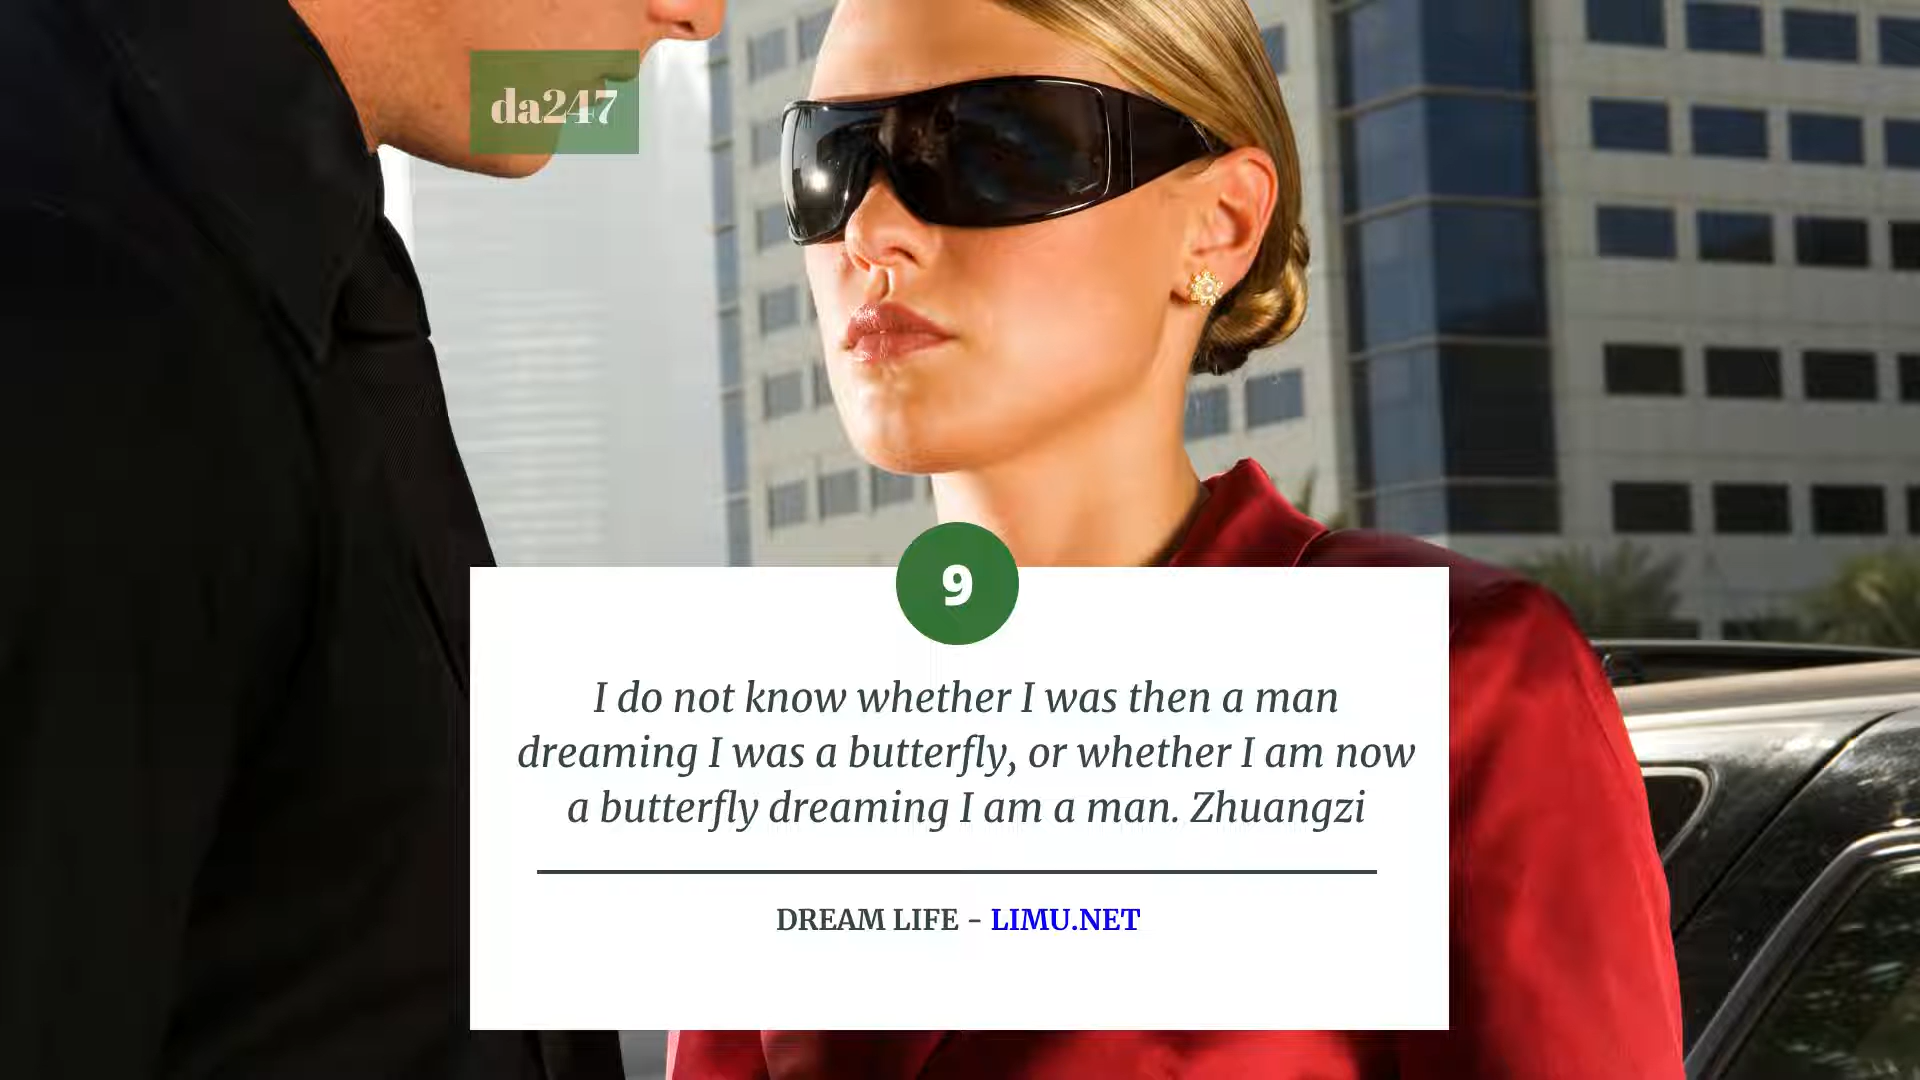 da247
9
I do not know whether I was then a man
dreaming I was a butterfly, or whether I am now
a butterfly dreaming I am a man. Zhuangzi
DREAM LIFE - LIMU.NET